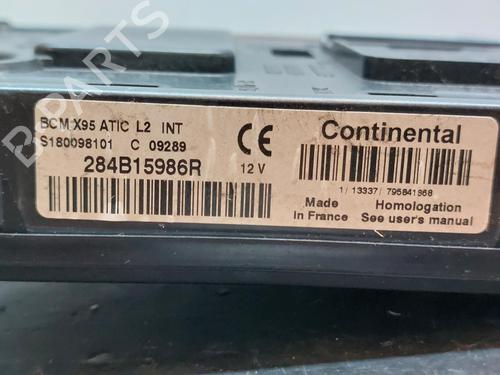 BCM X95 ATIC L2 INT
S180098101 C 09289
284B15986R
12 V
CE
Continental
1/ 13337/ 795841968
Made in France
Homologation
See user's manual
B-PARTS